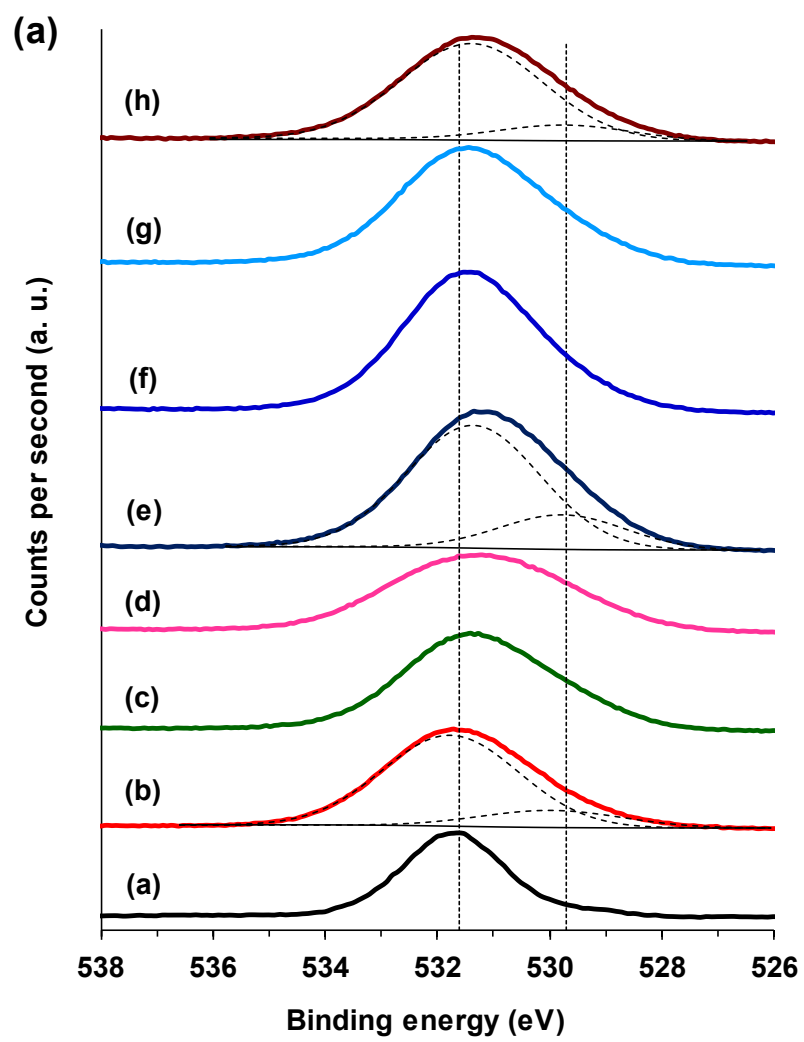 (a)
(h)
(g)
(f)
(e)
(d)
(c)
(b)
(a)
Counts per second (a. u.)
538 536 534 532 530 528 526
Binding energy (eV)